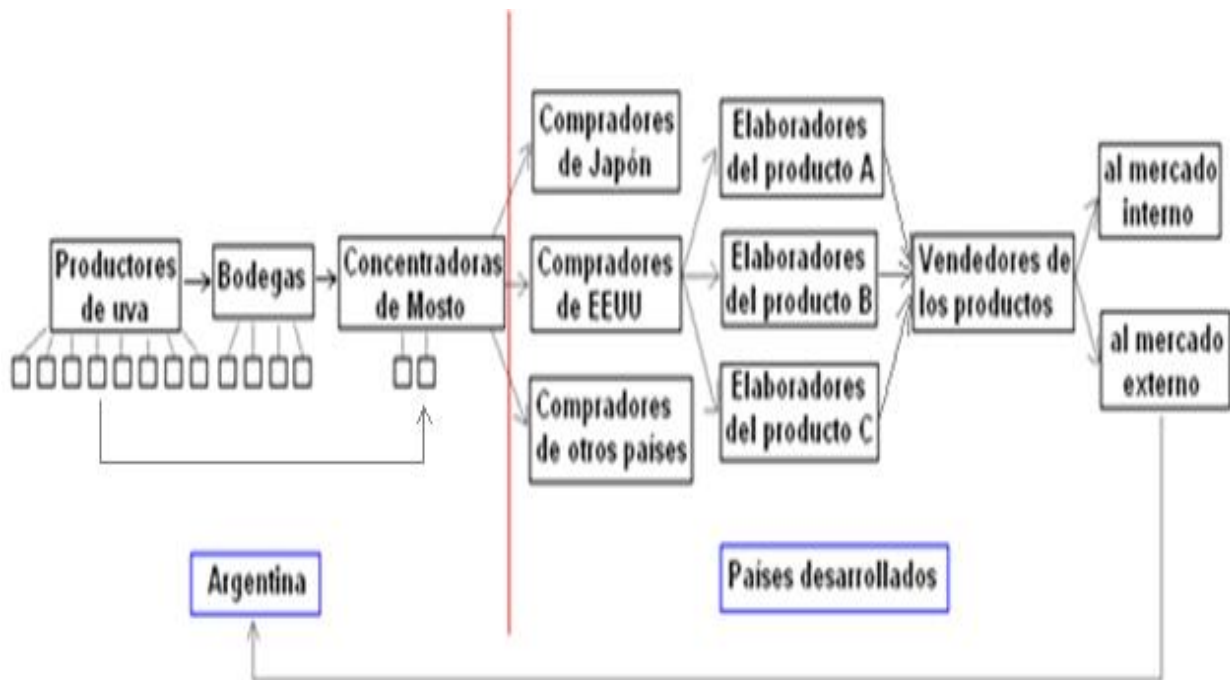 Productores
de uva
Bodegas
Concentradoras
de Mosto
Compradores
de Japón
Compradores
de EEUU
Compradores
de otros países
Elaboradores
del producto A
Elaboradores
del producto B
Elaboradores
del producto C
Vendedores de
los productos
al mercado
interno
al mercado
externo
Argentina
Países desarrollados